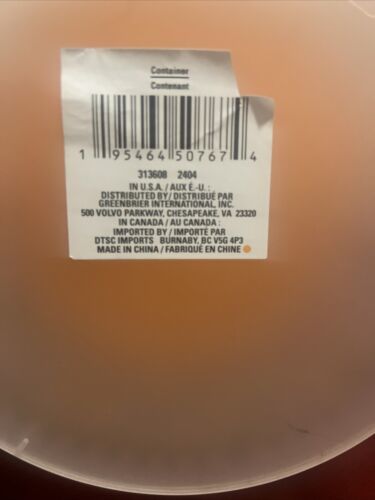 Container
Contenant
1 95464 50767 4
313608 2404
IN U.S.A. / AUX É.-U. :
DISTRIBUTED BY / DISTRIBUÉ PAR
GREENBRIER INTERNATIONAL, INC.
500 VOLVO PARKWAY, CHESAPEAKE, VA 23320
IN CANADA / AU CANADA :
IMPORTED BY / IMPORTÉ PAR
DTSC IMPORTS BURNABY, BC V5G 4P3
MADE IN CHINA / FABRIQUÉ EN CHINE